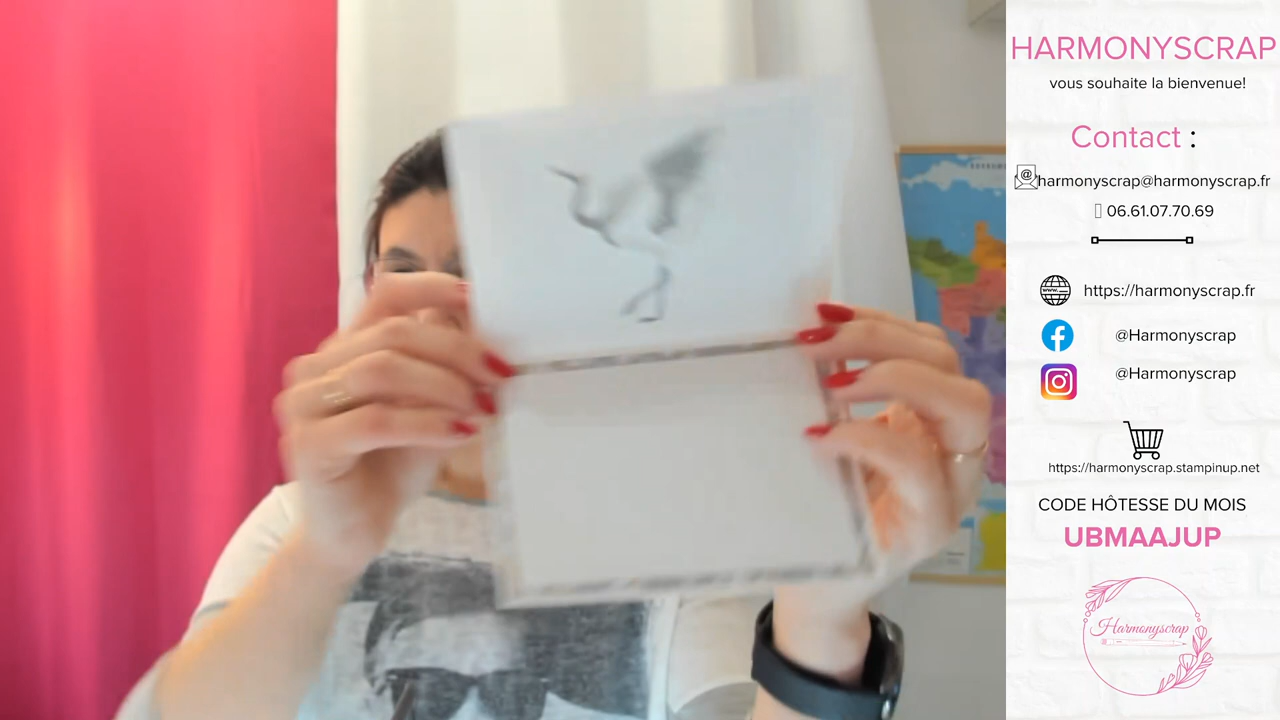 HARMONYSCRAP
vous souhaite la bienvenue!
Contact :
@
harmonyscrap@harmonyscrap.fr
06.61.07.70.69
www.
https://harmonyscrap.fr
@Harmonyscrap
@Harmonyscrap
https://harmonyscrap.stampinup.net
CODE HÔTESSE DU MOIS
UBMAAJUP
Harmonyscrap